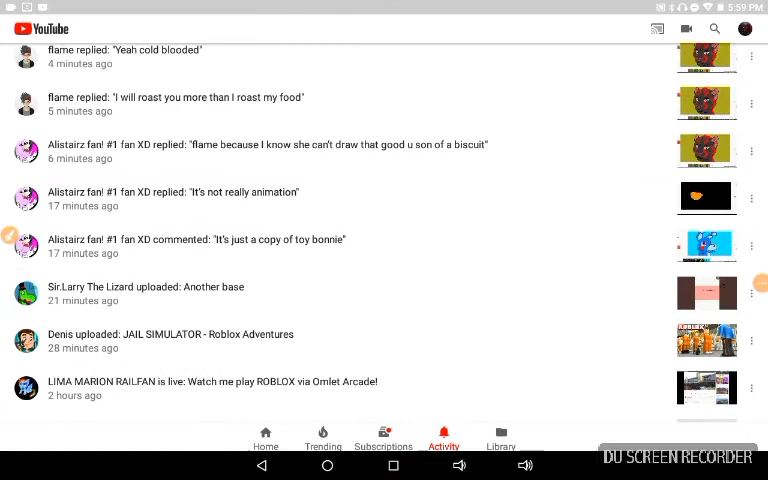 5:59 PM
YouTube
flame replied: "Yeah cold blooded"
4 minutes ago
flame replied: "I will roast you more than I roast my food"
5 minutes ago
Alistairz fan! #1 fan XD replied: "flame because I know she can't draw that good u son of a biscuit"
6 minutes ago
Alistairz fan! #1 fan XD replied: "It's not really animation"
17 minutes ago
Alistairz fan! #1 fan XD commented: "It's just a copy of toy bonnie"
17 minutes ago
Sir.Larry The Lizard uploaded: Another base
21 minutes ago
Denis uploaded: JAIL SIMULATOR - Roblox Adventures
28 minutes ago
ROBLOX
LIMA MARION RAILFAN is live: Watch me play ROBLOX via Omlet Arcade!
2 hours ago
Home Trending Subscriptions Activity Library
DU SCREEN RECORDER